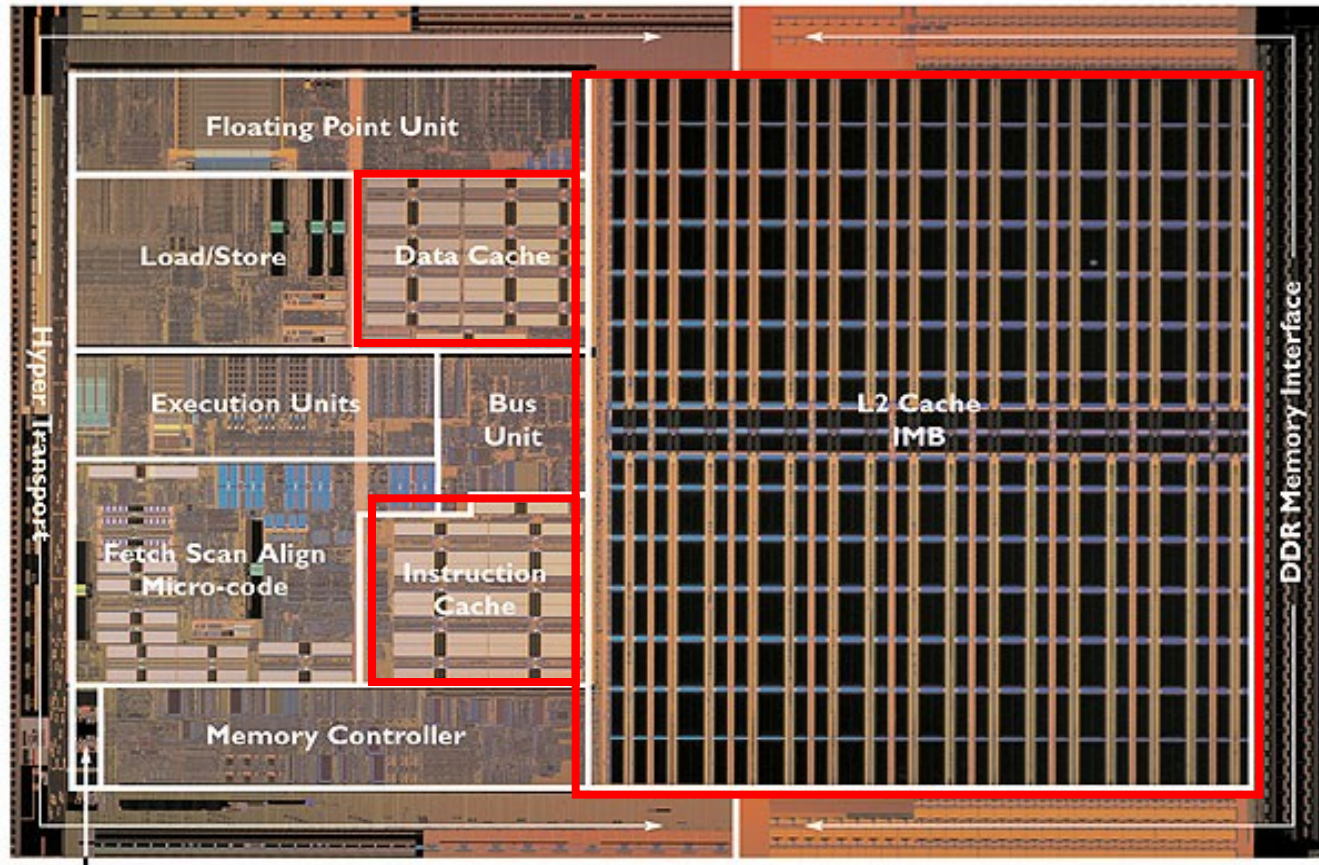 Floating Point Unit
Load/Store
Data Cache
Hyper Transport
Execution Units
Bus
Unit
L2 Cache
IMB
DDR Memory Interface
Fetch Scan Align
Micro-code
Instruction
Cache
Memory Controller